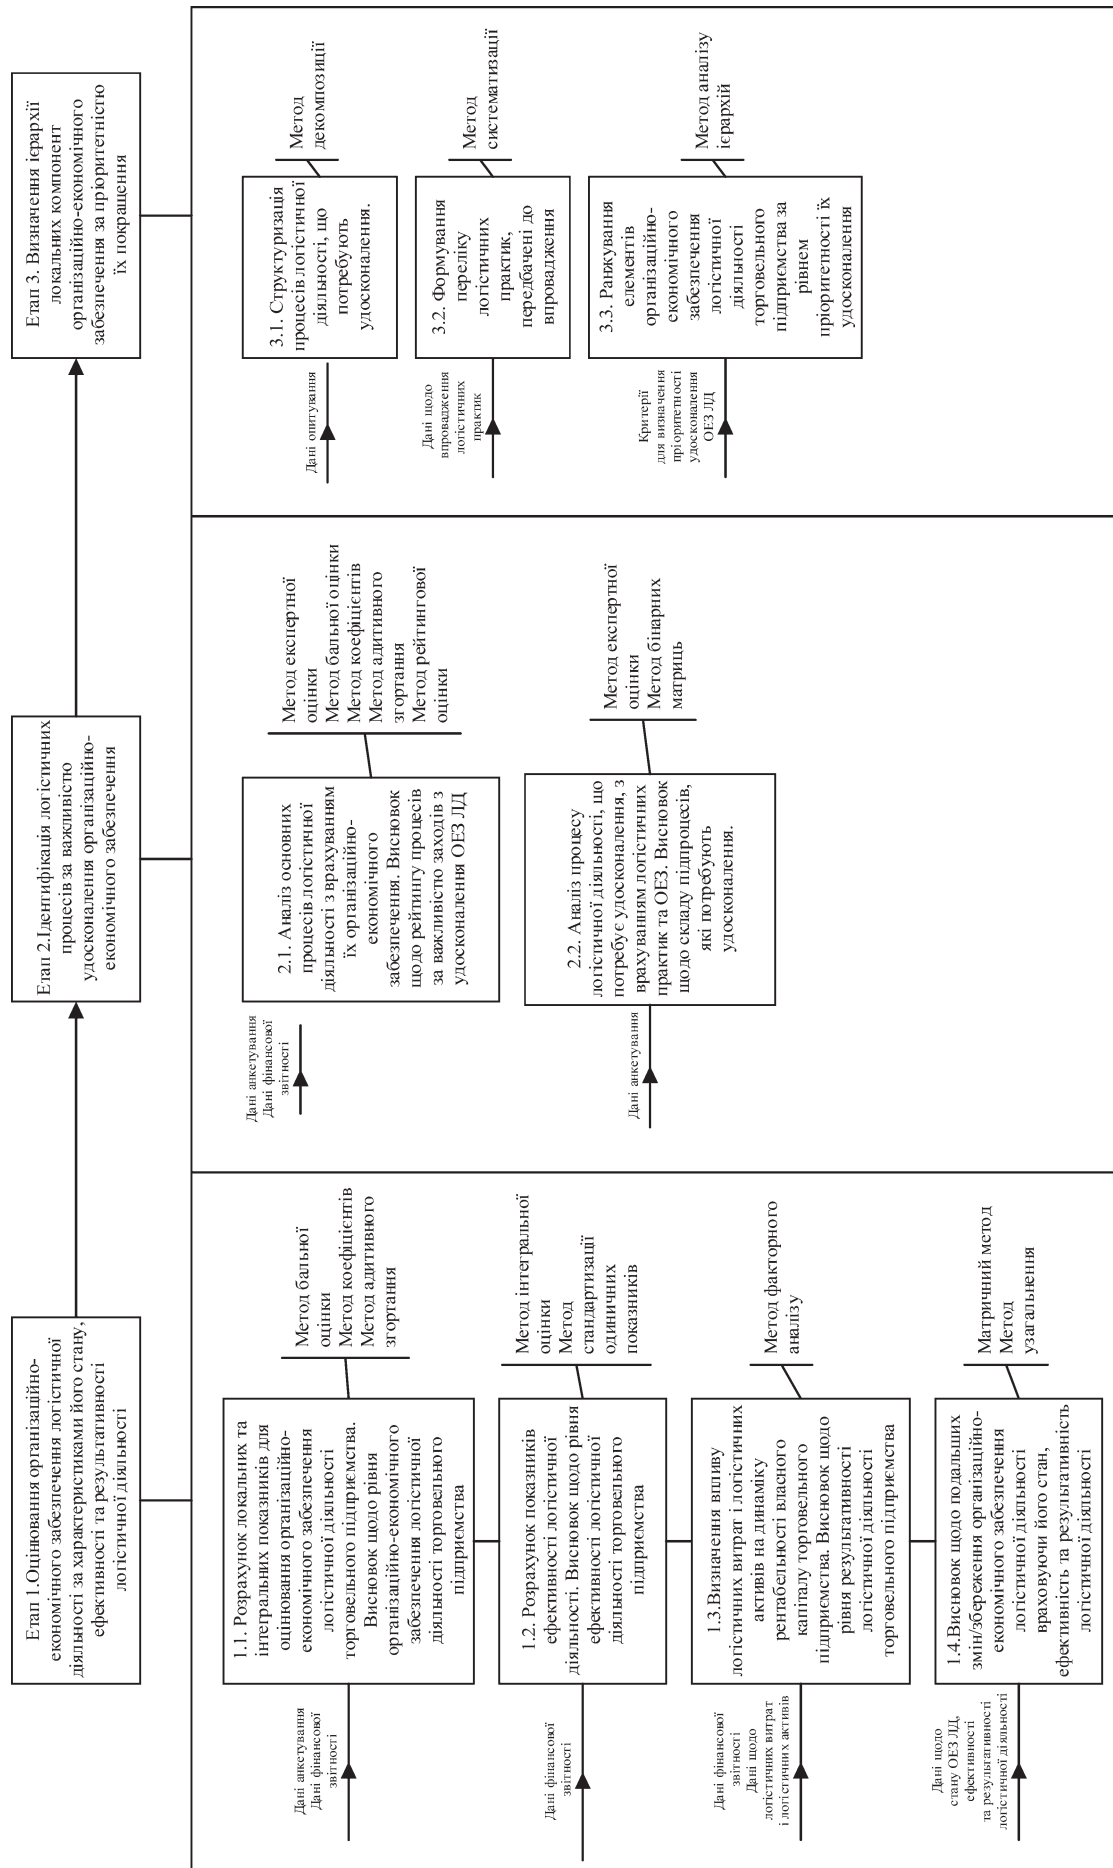 Етап 1.Оцінювання організаційно-
економічного забезпечення логістичної
діяльності за характеристиками його стану,
ефективності та результативності
логістичної діяльності
Етап 2.Ідентифікація логістичних
процесів за важливістю
удосконалення організаційно-
економічного забезпечення
Етап 3. Визначення ієрархії
локальних компонент
організаційно-економічного
забезпечення за пріоритетністю
їх покращення
Дані анкетування
Дані фінансової
звітності
1.1. Розрахунок локальних та
інтегральних показників для
оцінювання організаційно-
економічного забезпечення
логістичної діяльності
торговельного підприємства.
Висновок щодо рівня
організаційно-економічного
забезпечення логістичної
діяльності торговельного
підприємства
Метод бальної
оцінки
Метод коефіцієнтів
Метод адитивного
згортання
Дані фінансової
звітності
1.2. Розрахунок показників
ефективності логістичної
діяльності. Висновок щодо рівня
ефективності логістичної
діяльності торговельного
підприємства
Метод інтегральної
оцінки
Метод
стандартизації
одиничних
показників
Дані фінансової
звітності
Дані щодо
логістичних витрат
і логістичних активів
1.3.Визначення впливу
логістичних витрат і логістичних
активів на динаміку
рентабельності власного
капіталу торговельного
підприємства. Висновок щодо
рівня результативності
логістичної діяльності
торговельного підприємства
Метод факторного
аналізу
Дані щодо
стану ОЕЗ ЛД,
ефективності
та результативності
логістичної діяльності
1.4.Висновок щодо подальших
змін/збереження організаційно-
економічного забезпечення
логістичної діяльності
враховуючи його стан,
ефективність та результативність
логістичної діяльності
Матричний метод
Метод
узагальнення
Дані анкетування
Дані фінансової
звітності
2.1. Аналіз основних
процесів логістичної
діяльності з врахуванням
їх організаційно-
економічного
забезпечення. Висновок
щодо рейтингу процесів
за важливістю заходів з
удосконалення ОЕЗ ЛД
Метод експертної
оцінки
Метод бальної оцінки
Метод коефіцієнтів
Метод адитивного
згортання
Метод рейтингової
оцінки
Дані анкетування
2.2. Аналіз процесу
логістичної діяльності, що
потребує удосконалення, з
врахуванням логістичних
практик та ОЕЗ. Висновок
щодо складу підпроцесів,
які потребують
удосконалення.
Метод експертної
оцінки
Метод бінарних
матриць
Дані опитування
3.1. Структуризація
процесів логістичної
діяльності, що
потребують
удосконалення.
Метод
декомпозиції
Дані щодо
впровадження
логістичних
практик
3.2. Формування
переліку
логістичних
практик,
передбачені до
впровадження
Метод
систематизації
Критерії
для визначення
пріоритетності
удосконалення
ОЕЗ ЛД
3.3. Ранжування
елементів
організаційно-
економічного
забезпечення
логістичної
діяльності
торговельного
підприємства за
рівнем
пріоритетності їх
удосконалення
Метод аналізу
ієрархій